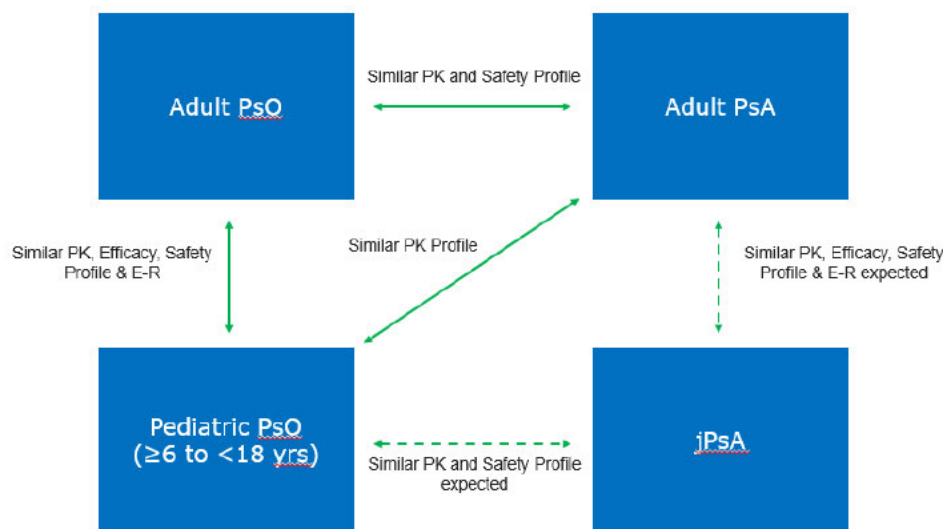 Similar PK and Safety Profile
Adult PsO
Adult PsA
Similar PK, Efficacy, Safety
Profile & E-R
Similar PK Profile
Similar PK, Efficacy, Safety
Profile & E-R expected
Pediatric PsO
(≥6 to <18 yrs)
Similar PK and Safety Profile
expected
jPsA